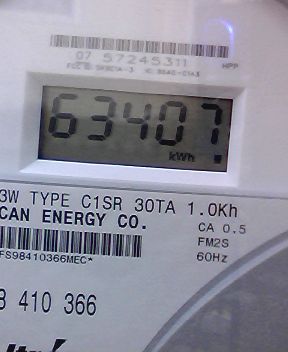 07 57245311
HPP
63407
kWh
3W TYPE C1SR 30TA 1.0Kh
CAN ENERGY CO.
CA 0.5
FM2S
60Hz
FS98410366MEC*
410 366